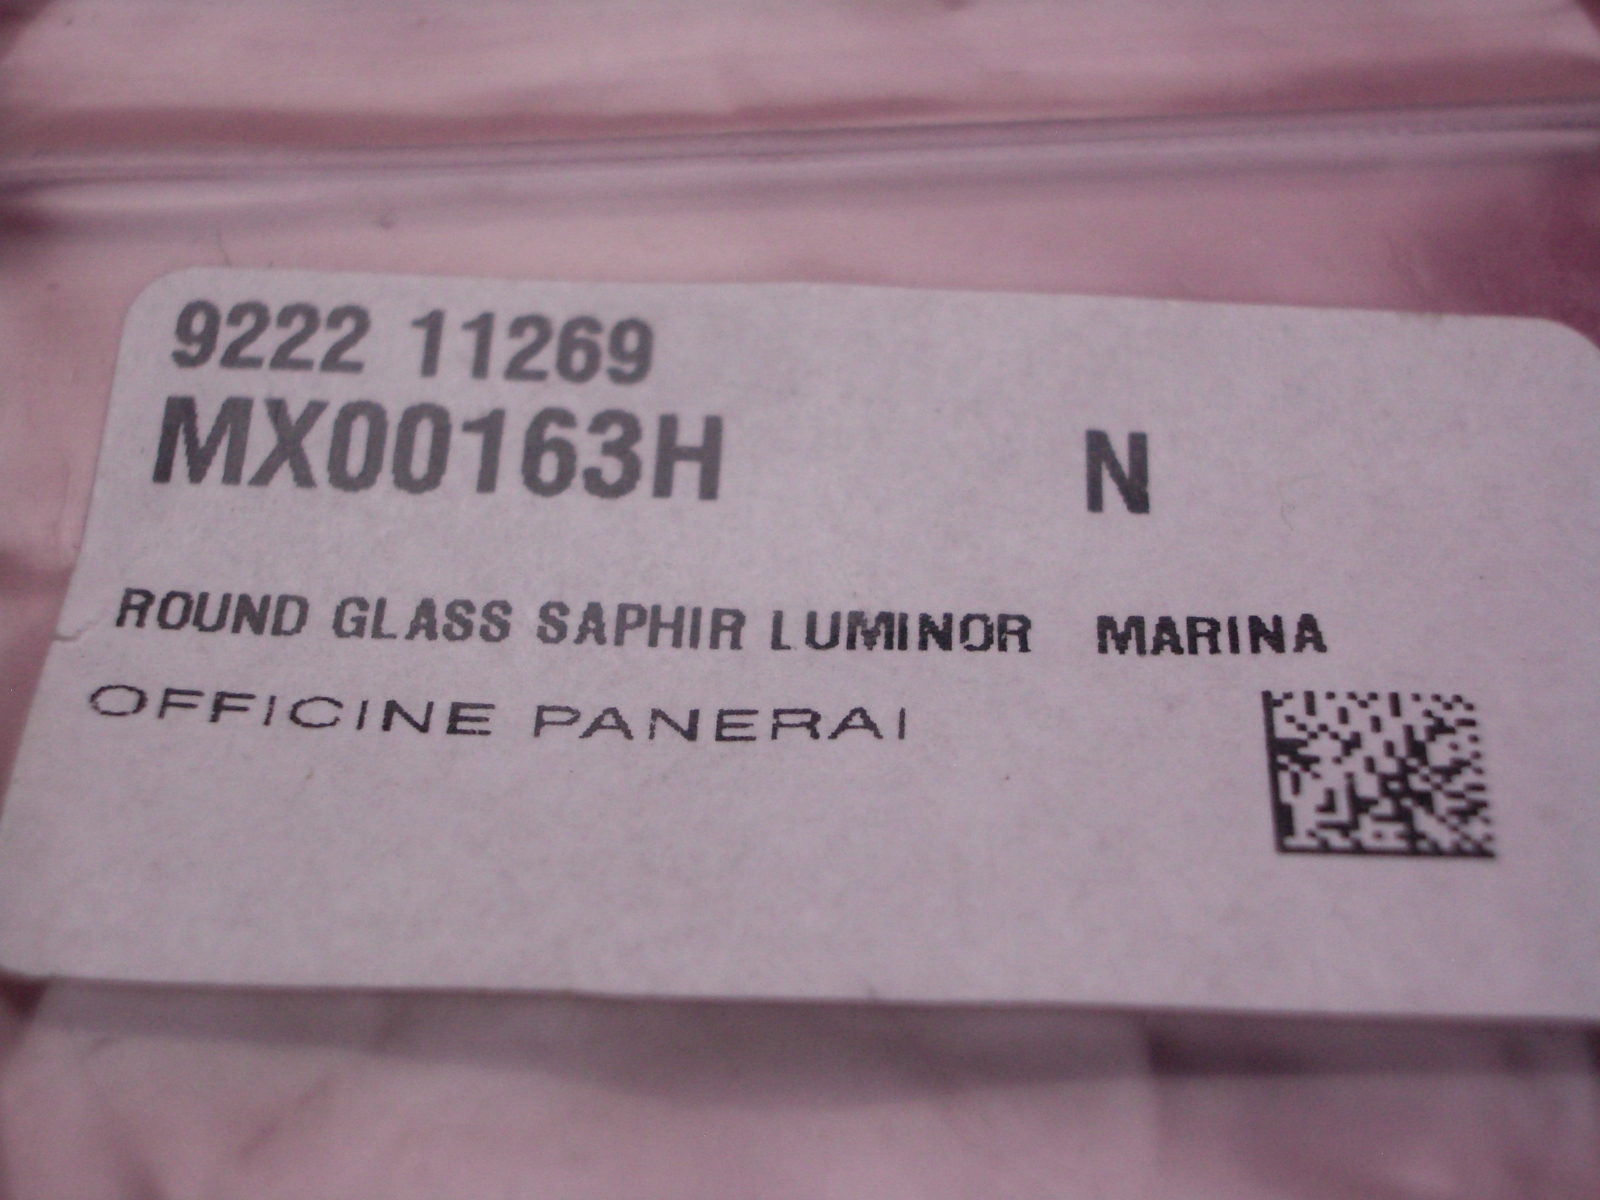 9222 11269
MX00163H N
ROUND GLASS SAPHIR LUMINOR MARINA
OFFICINE PANERAI